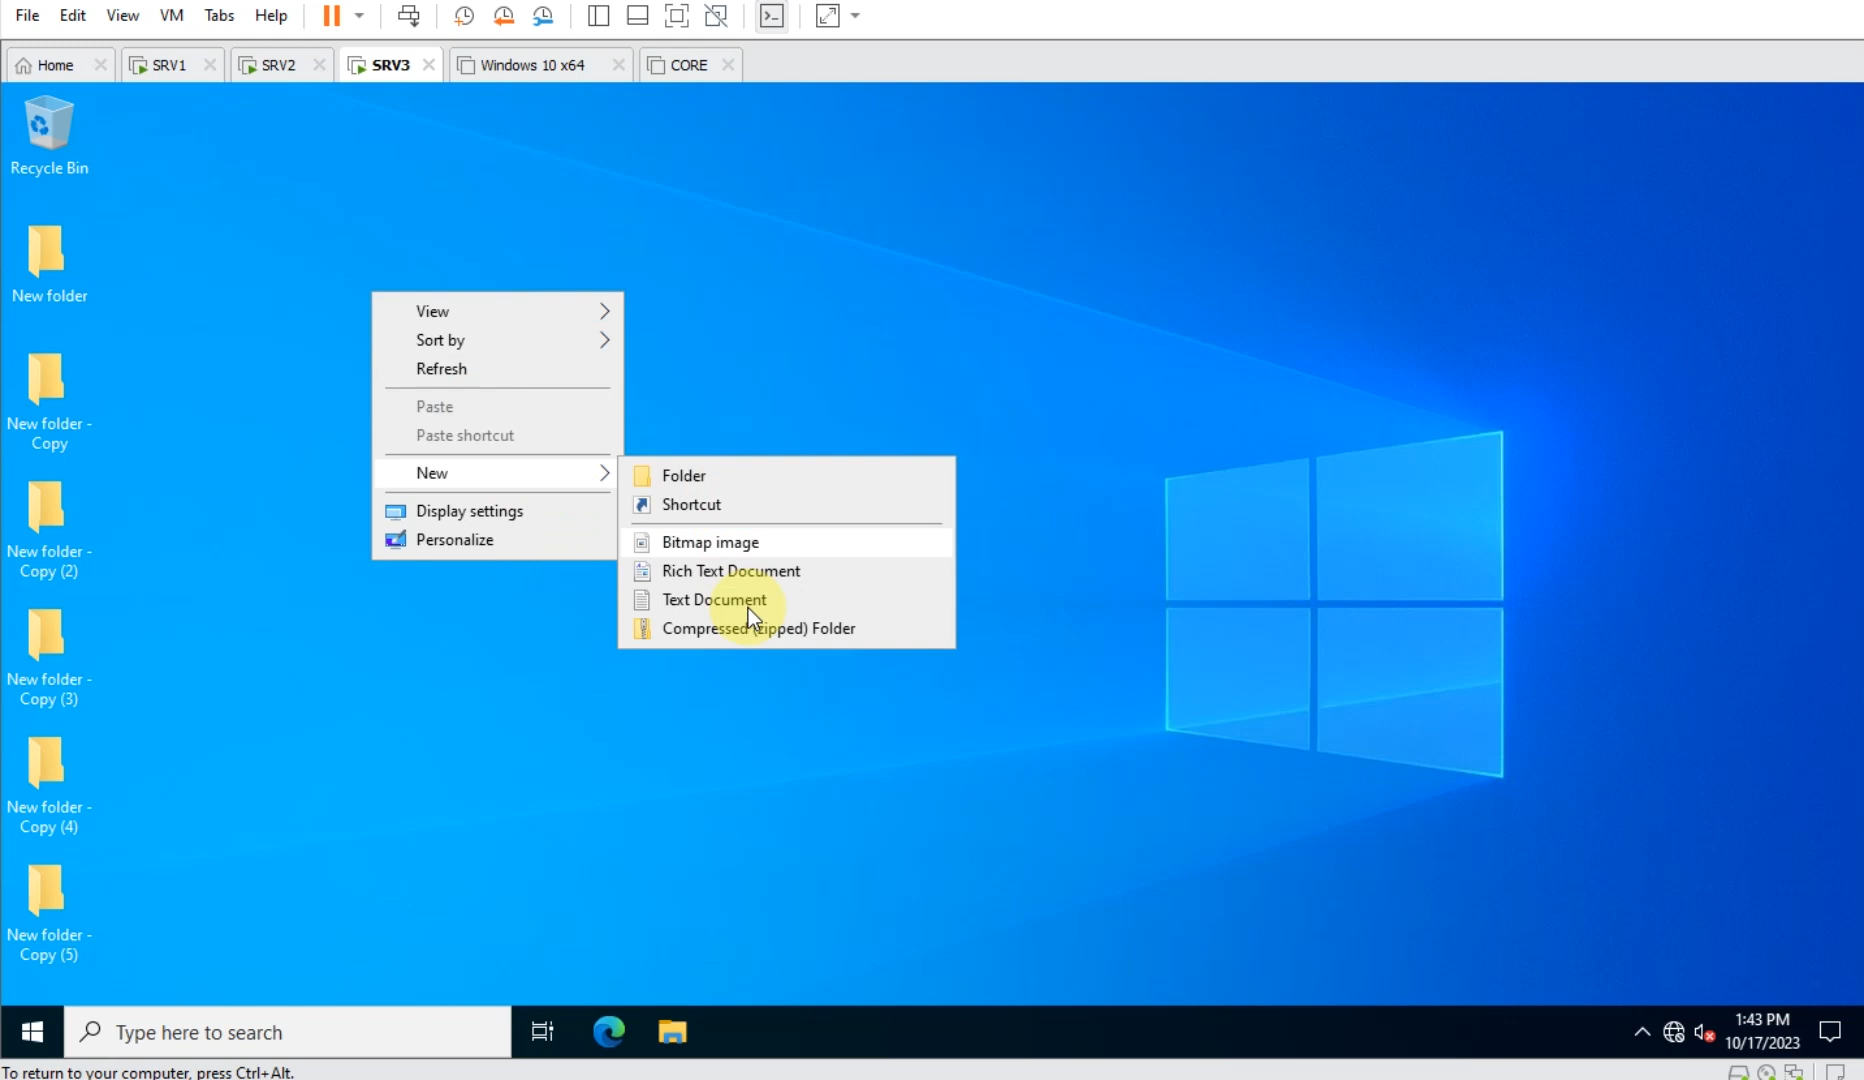 File Edit View VM Tabs Help
Home SRV1 SRV2 SRV3 Windows 10 x64 CORE
Recycle Bin
New folder
New folder -
Copy
New folder -
Copy (2)
New folder -
Copy (3)
New folder -
Copy (4)
New folder -
Copy (5)
View
Sort by
Refresh
Paste
Paste shortcut
New
Display settings
Personalize
Folder
Shortcut
Bitmap image
Rich Text Document
Text Document
Compressed (zipped) Folder
Type here to search
1:43 PM
10/17/2023
To return to your computer, press Ctrl+Alt.